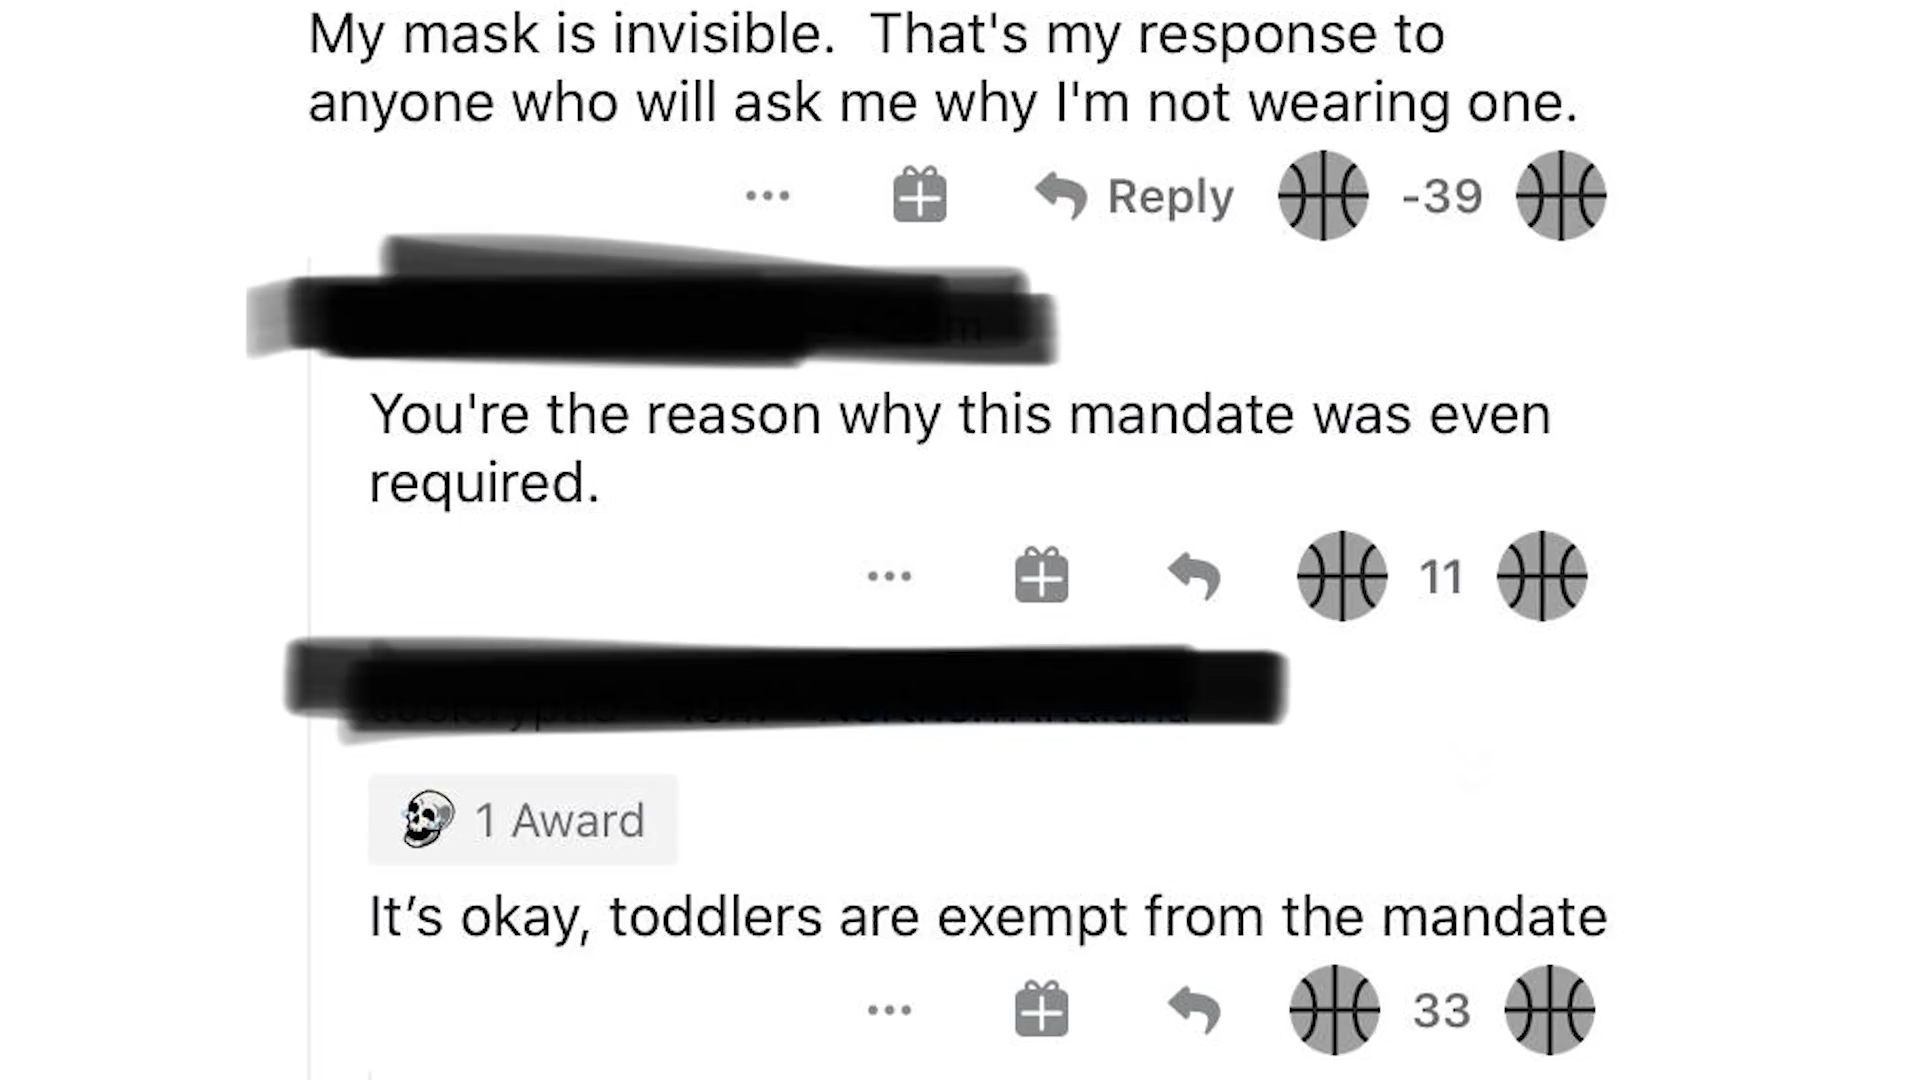 My mask is invisible.  That's my response to
anyone who will ask me why I'm not wearing one.
Reply -39
You're the reason why this mandate was even
required.
11
1 Award
It’s okay, toddlers are exempt from the mandate
33